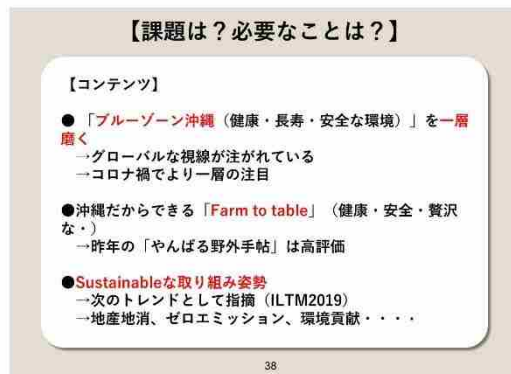 【課題は？必要なことは？】
【コンテンツ】
●「ブルーゾーン沖縄（健康・長寿・安全な環境）」を一層
磨く
→グローバルな視線が注がれている
→コロナ禍でより一層の注目
●沖縄だからできる「Farm to table」（健康・安全・贅沢
な・）
→昨年の「やんばる野外手帖」は高評価
●Sustainableな取り組み姿勢
→次のトレンドとして指摘（ILTM2019）
→地産地消、ゼロエミッション、環境貢献・・・・
38